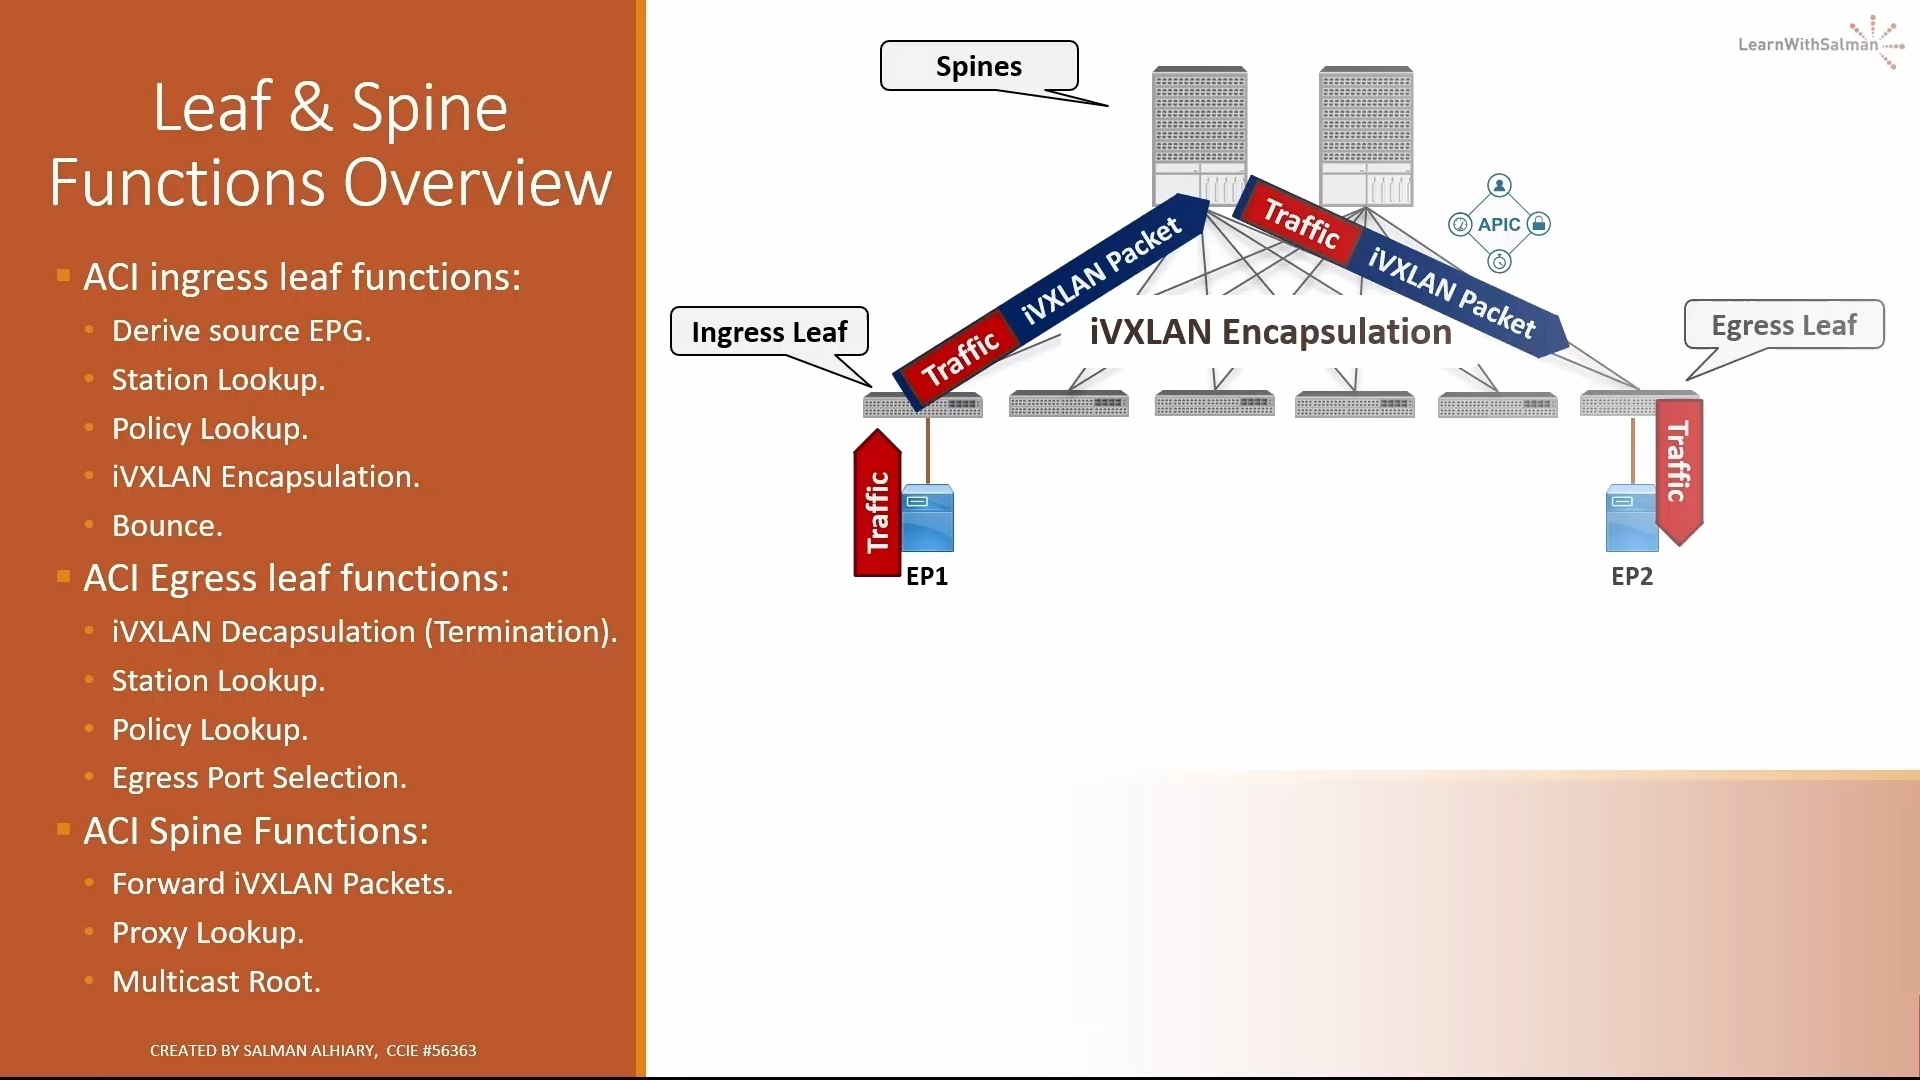 Leaf & Spine
Functions Overview
ACI ingress leaf functions:
Derive source EPG.
Station Lookup.
Policy Lookup.
iVXLAN Encapsulation.
Bounce.
ACI Egress leaf functions:
iVXLAN Decapsulation (Termination).
Station Lookup.
Policy Lookup.
Egress Port Selection.
ACI Spine Functions:
Forward iVXLAN Packets.
Proxy Lookup.
Multicast Root.
CREATED BY SALMAN ALHIARY, CCIE #56363
LearnWithSalman
Spines
Traffic iVXLAN Packet
Traffic iVXLAN Packet
APIC
Ingress Leaf
iVXLAN Encapsulation
Egress Leaf
Traffic
EP1
Traffic
EP2